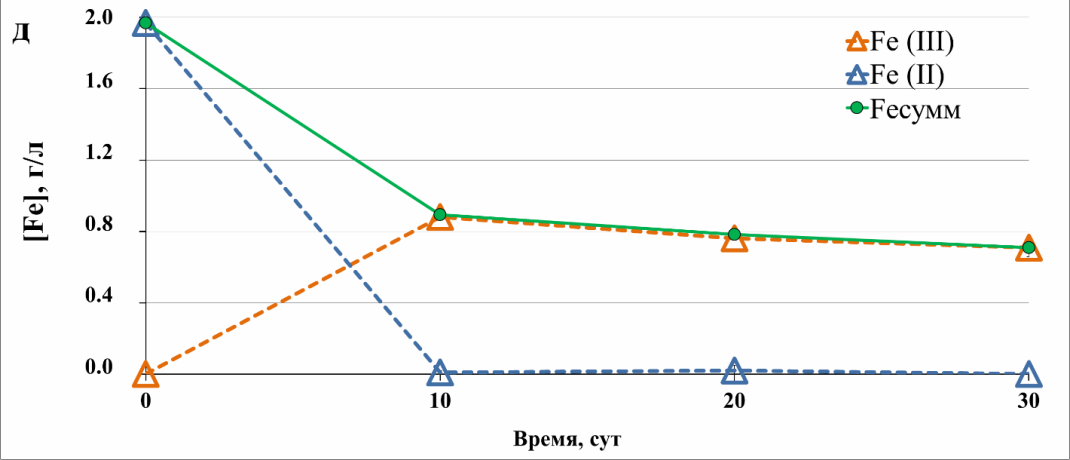 Д
2.0
1.6
1.2
0.8
0.4
0.0
[Fe], г/л
Fe (III)
Fe (II)
Feсумм
0 10 20 30
Время, сут